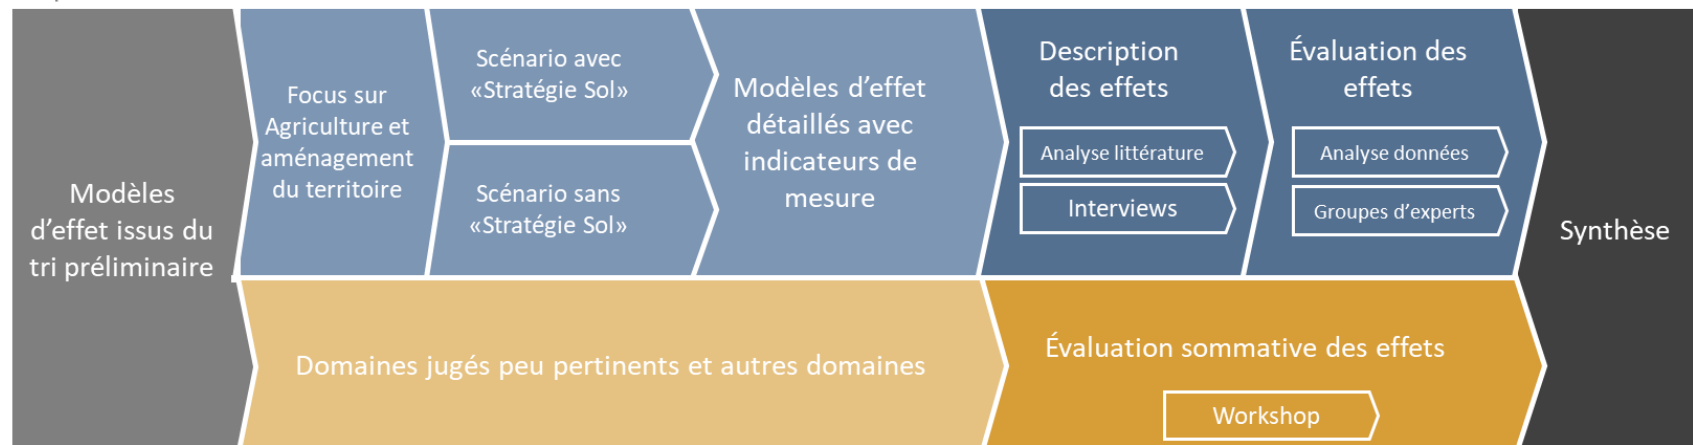 Modèles
d'effet issus du
tri préliminaire
Focus sur
Agriculture et
aménagement
du territoire
Scénario avec
«Stratégie Sol»
Scénario sans
«Stratégie Sol»
Modèles d'effet
détaillés avec
indicateurs de
mesure
Description
des effets
Analyse littérature
Interviews
Évaluation des
effets
Analyse données
Groupes d'experts
Domaines jugés peu pertinents et autres domaines
Évaluation sommative des effets
Workshop
Synthèse